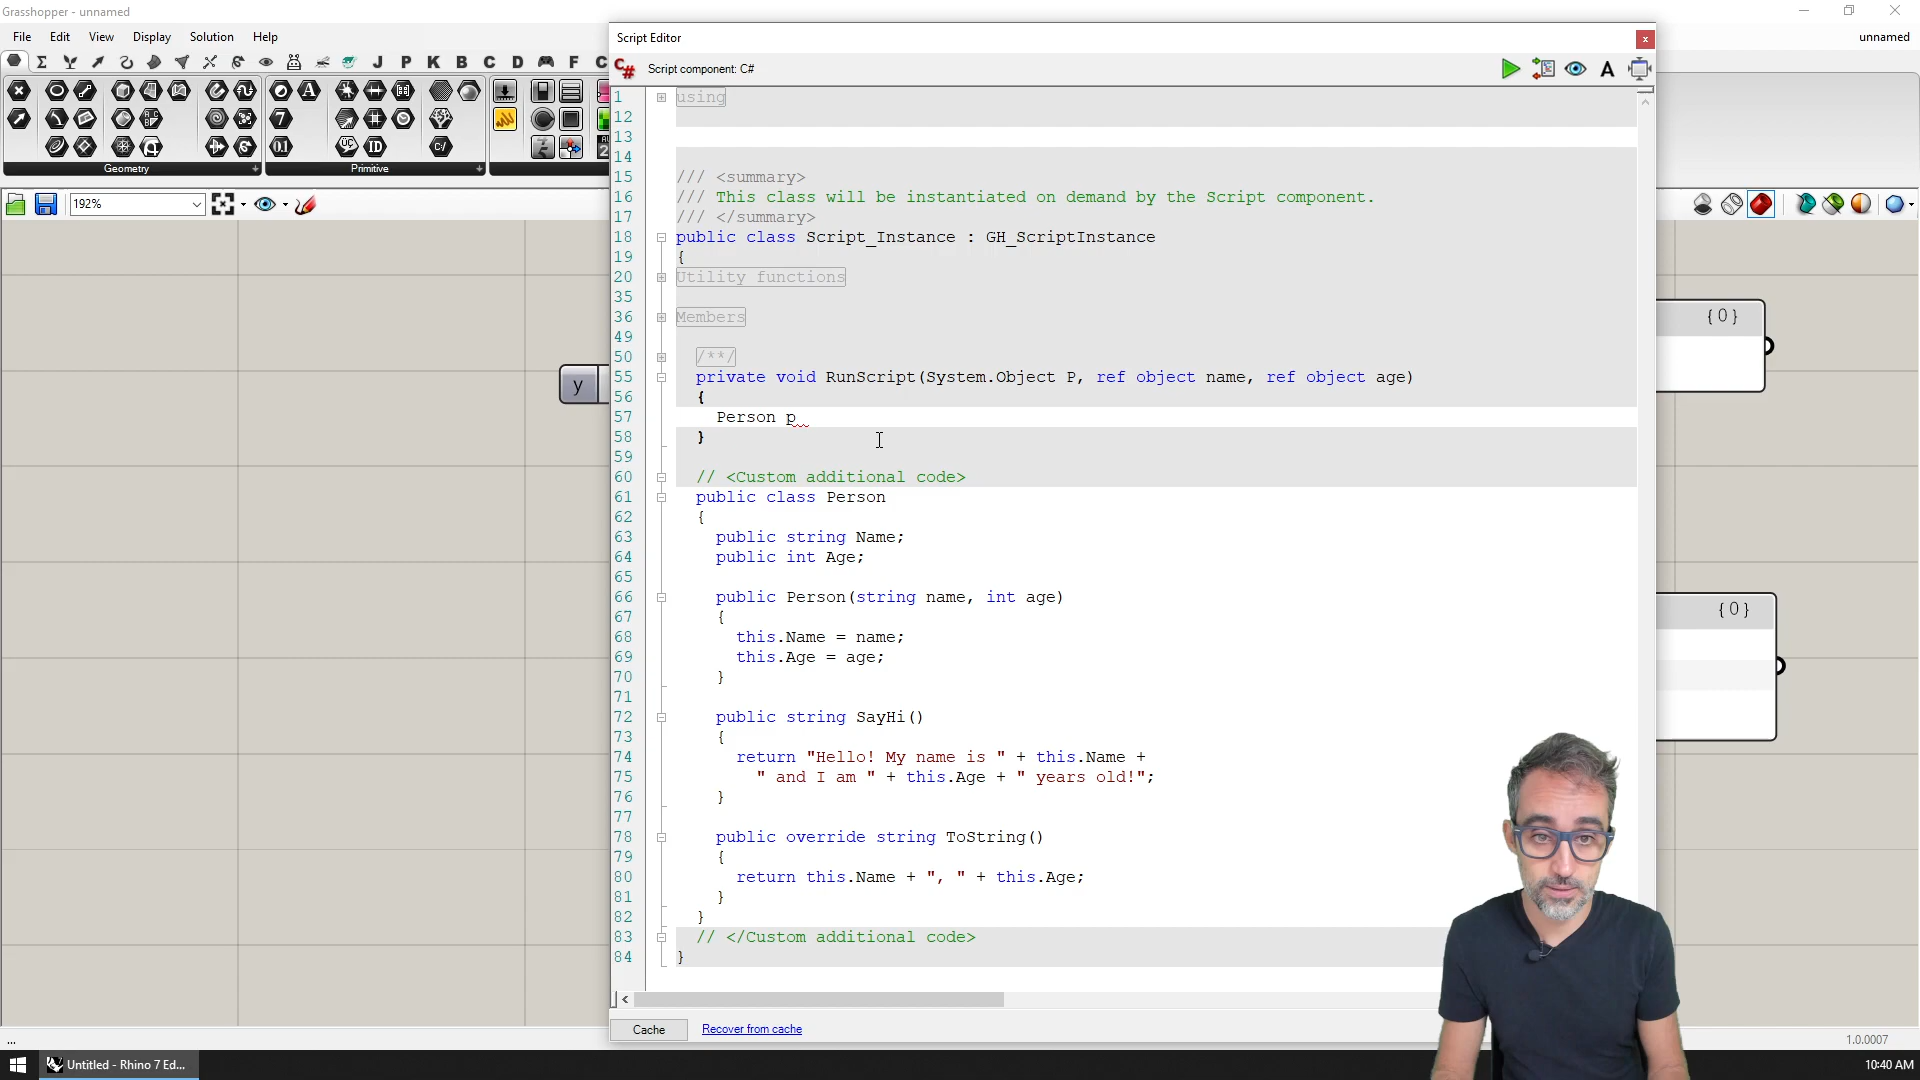 Grasshopper - unnamed
File Edit View Display Solution Help
unnamed
J P K B C D F C
Geometry
Primitive
192%
y
{0}
{0}
Script Editor
x
C# Script component: C#
1 using
12
13
14
15 /// <summary>
16 /// This class will be instantiated on demand by the Script component.
17 /// </summary>
18 public class Script_Instance : GH_ScriptInstance
19 {
20 Utility functions
35
36 Members
49
50 /**/
55 private void RunScript(System.Object P, ref object name, ref object age)
56 {
57 Person p
58 }
59
60 // <Custom additional code>
61 public class Person
62 {
63 public string Name;
64 public int Age;
65
66 public Person(string name, int age)
67 {
68 this.Name = name;
69 this.Age = age;
70 }
71
72 public string SayHi()
73 {
74 return "Hello! My name is " + this.Name +
75 " and I am " + this.Age + " years old!";
76 }
77
78 public override string ToString()
79 {
80 return this.Name + ", " + this.Age;
81 }
82 }
83 // </Custom additional code>
84 }
Cache Recover from cache
...
1.0.0007
Untitled - Rhino 7 Ed...
10:40 AM